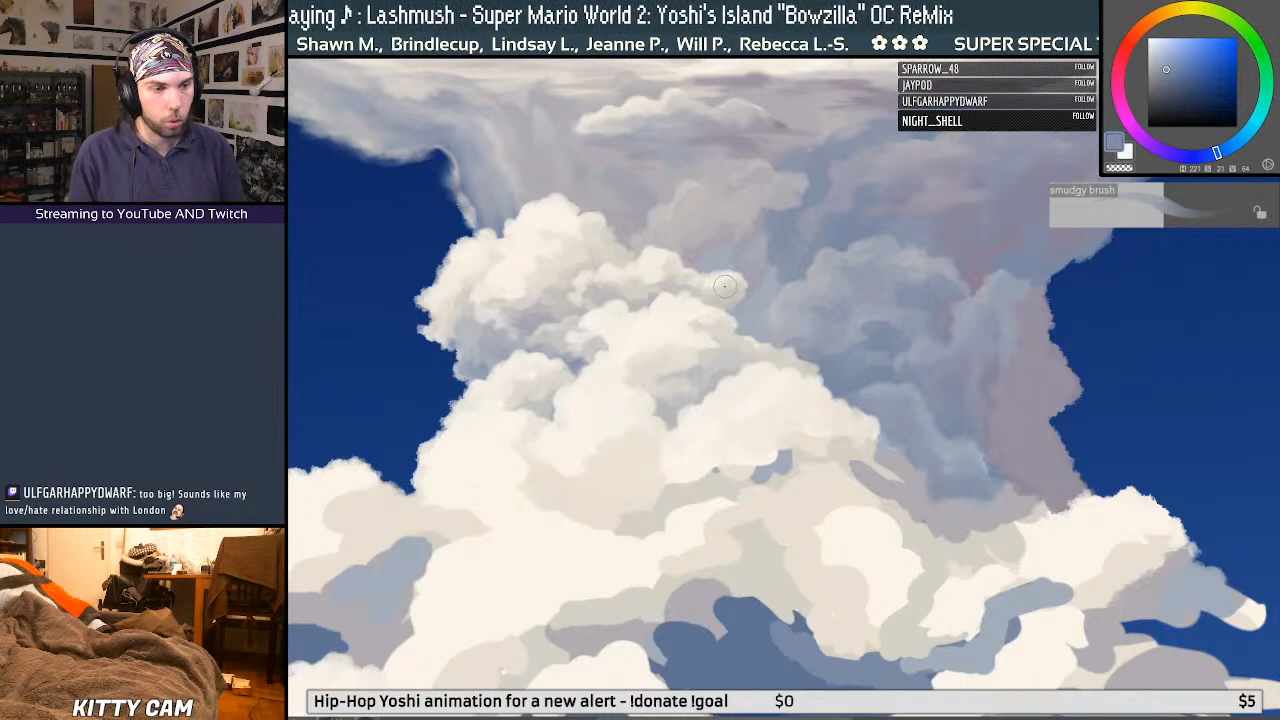 aying ♪ : Lashmush - Super Mario World 2: Yoshi's Island "Bowzilla" OC ReMix
Shawn M., Brindlecup, Lindsay L., Jeanne P., Will P., Rebecca L.-S. ✿ ✿ ✿ SUPER SPECIAL
SPARROW_48 FOLLOW
JAYPOD FOLLOW
ULFGARHAPPYDWARF FOLLOW
NIGHT_SHELL FOLLOW
H 221 S 21 V 64
smudgy brush
Streaming to YouTube AND Twitch
ULFGARHAPPYDWARF: too big! Sounds like my
love/hate relationship with London
KITTY CAM
Hip-Hop Yoshi animation for a new alert - !donate !goal $0 $5